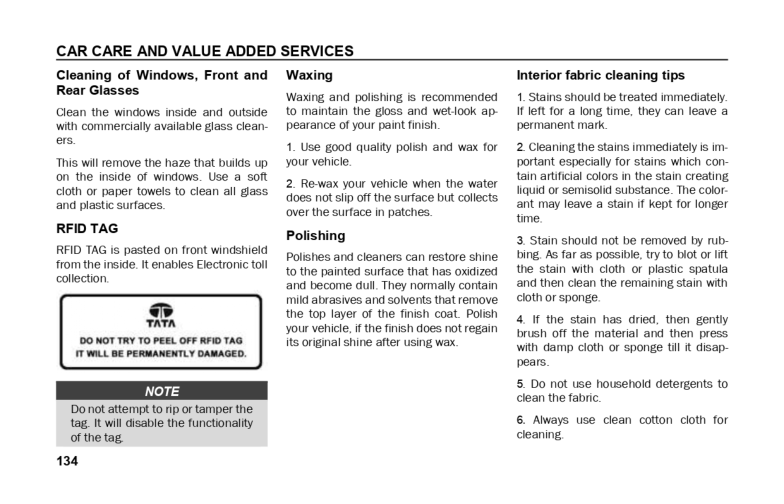 CAR CARE AND VALUE ADDED SERVICES
Cleaning of Windows, Front and
Rear Glasses
Clean the windows inside and outside
with commercially available glass clean-
ers.
This will remove the haze that builds up
on the inside of windows. Use a soft
cloth or paper towels to clean all glass
and plastic surfaces.
RFID TAG
RFID TAG is pasted on front windshield
from the inside. It enables Electronic toll
collection.
TATA
DO NOT TRY TO PEEL OFF RFID TAG
IT WILL BE PERMANENTLY DAMAGED.
NOTE
Do not attempt to rip or tamper the
tag. It will disable the functionality
of the tag.
Waxing
Waxing and polishing is recommended
to maintain the gloss and wet-look ap-
pearance of your paint finish.
1. Use good quality polish and wax for
your vehicle.
2. Re-wax your vehicle when the water
does not slip off the surface but collects
over the surface in patches.
Polishing
Polishes and cleaners can restore shine
to the painted surface that has oxidized
and become dull. They normally contain
mild abrasives and solvents that remove
the top layer of the finish coat. Polish
your vehicle, if the finish does not regain
its original shine after using wax.
Interior fabric cleaning tips
1. Stains should be treated immediately.
If left for a long time, they can leave a
permanent mark.
2. Cleaning the stains immediately is im-
portant especially for stains which con-
tain artificial colors in the stain creating
liquid or semisolid substance. The color-
ant may leave a stain if kept for longer
time.
3. Stain should not be removed by rub-
bing. As far as possible, try to blot or lift
the stain with cloth or plastic spatula
and then clean the remaining stain with
cloth or sponge.
4. If the stain has dried, then gently
brush off the material and then press
with damp cloth or sponge till it disap-
pears.
5. Do not use household detergents to
clean the fabric.
6. Always use clean cotton cloth for
cleaning.
134